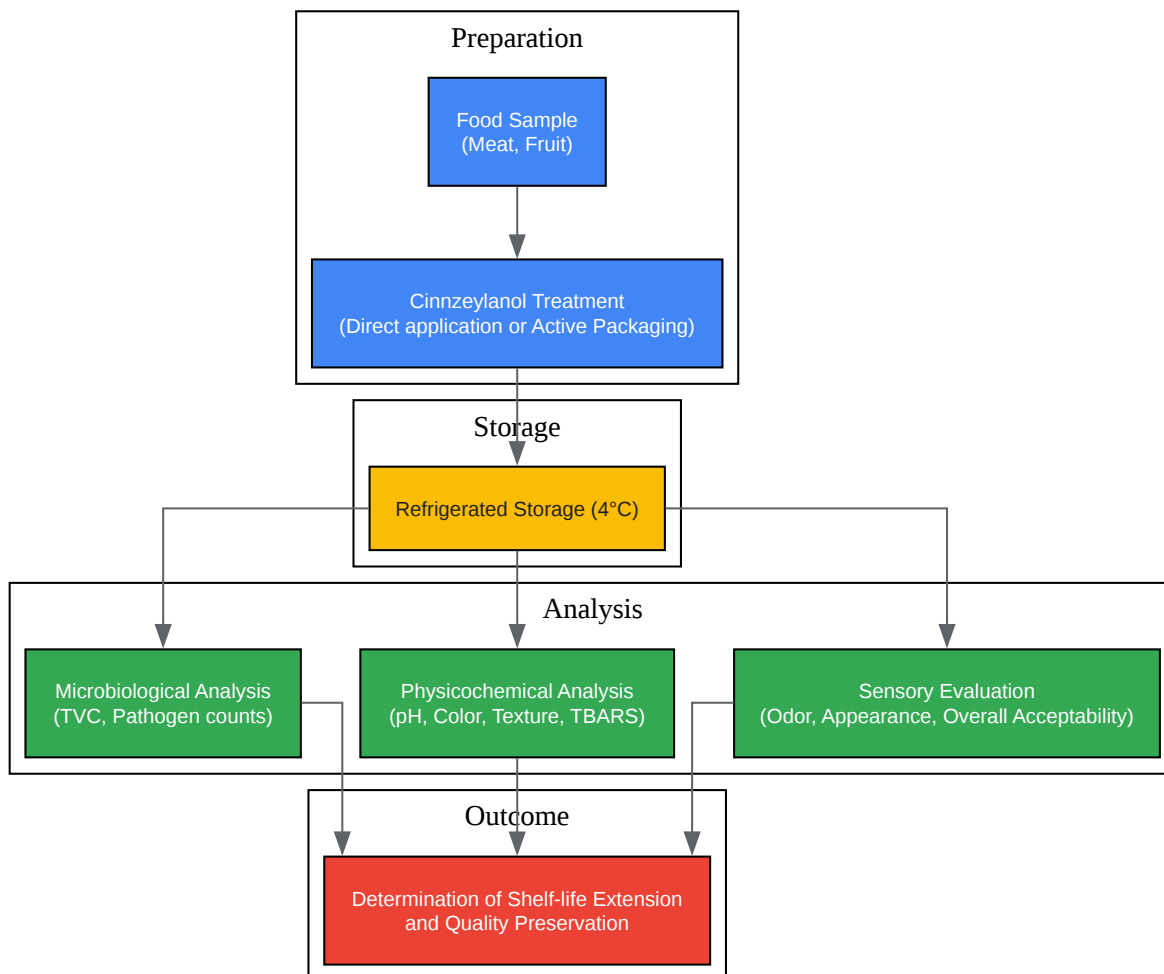 Preparation
Food Sample
(Meat, Fruit)
Cinnzeylanol Treatment
(Direct application or Active Packaging)
Storage
Refrigerated Storage (4°C)
Analysis
Microbiological Analysis
(TVC, Pathogen counts)
Physicochemical Analysis
(pH, Color, Texture, TBARS)
Sensory Evaluation
(Odor, Appearance, Overall Acceptability)
Outcome
Determination of Shelf-life Extension
and Quality Preservation